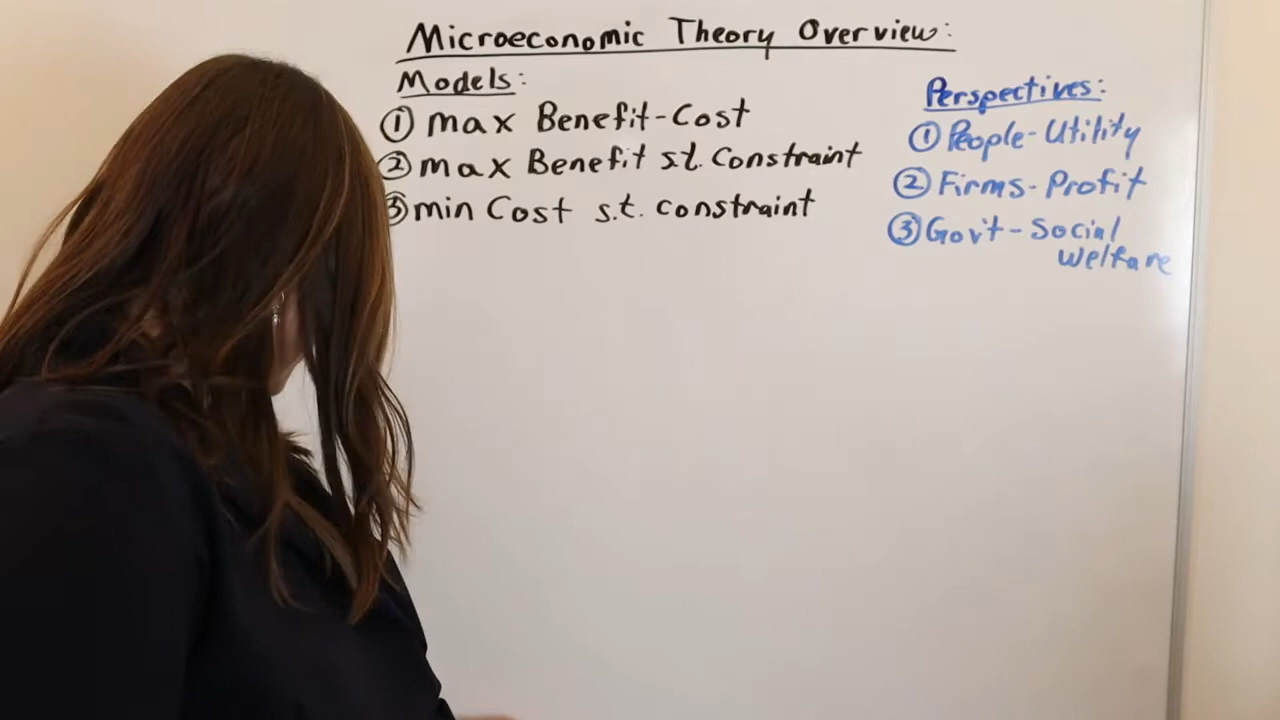 Microeconomic Theory Overview:
Models:
① max Benefit-Cost
② max Benefit s.t. Constraint
③ min Cost s.t. constraint
Perspectives:
① People-Utility
② Firms-Profit
③ Gov't-Social
Welfare